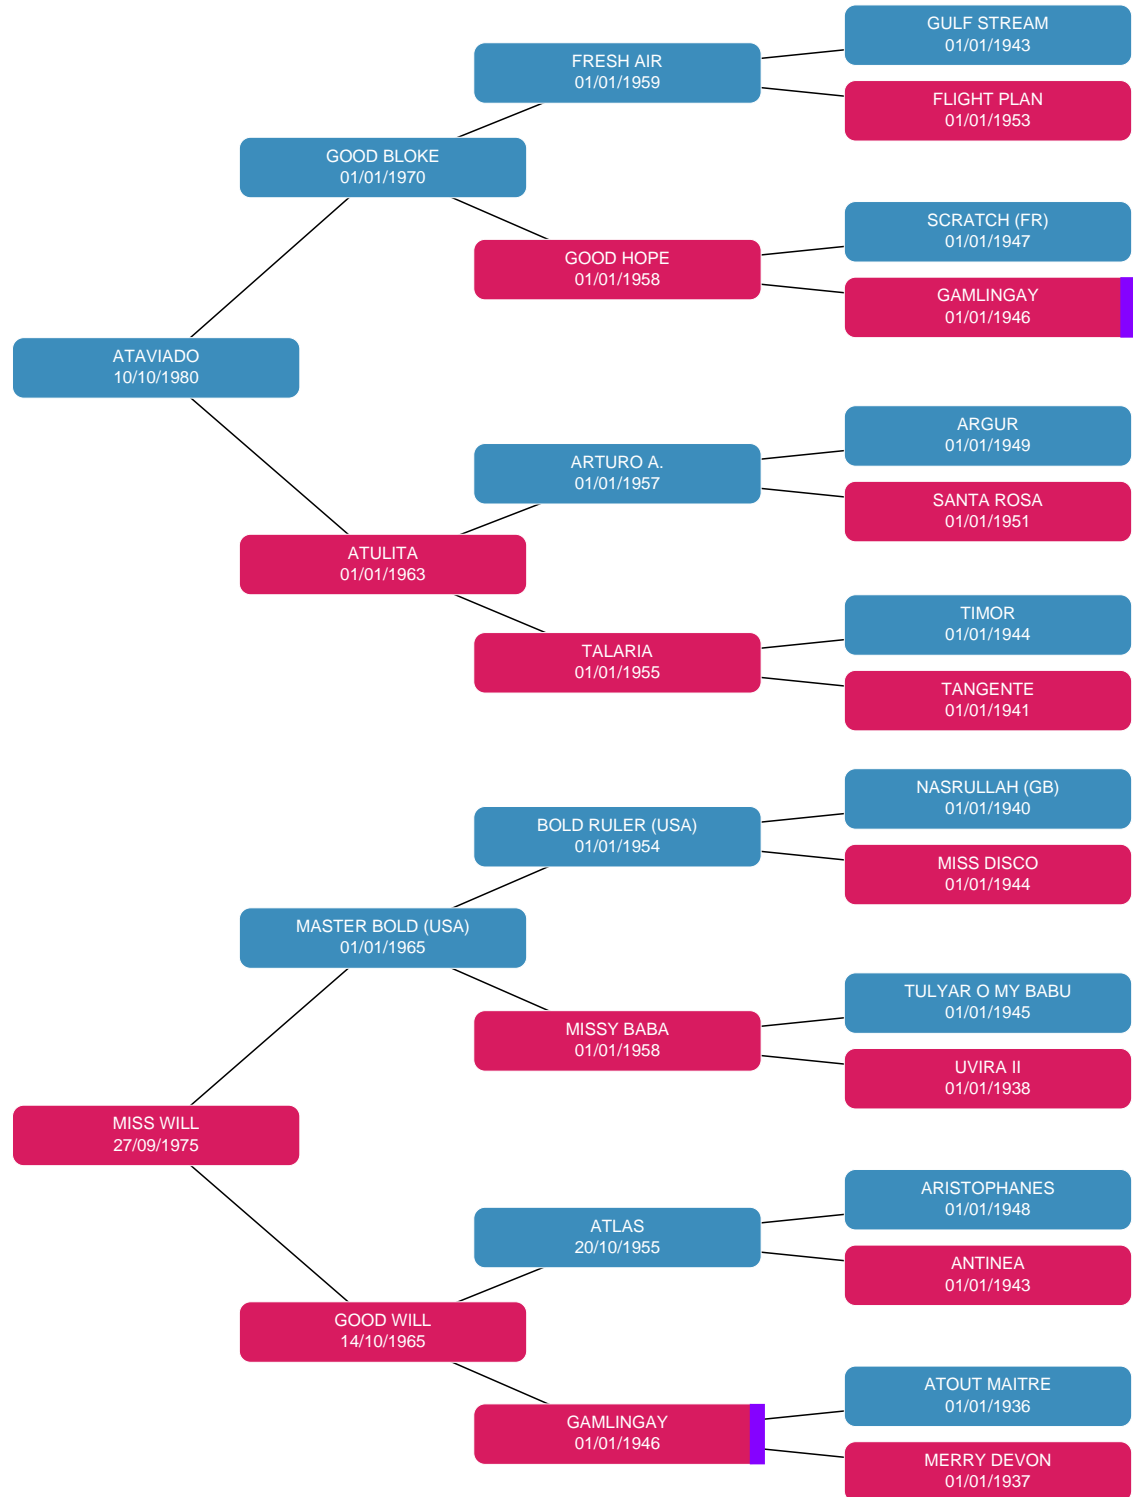 GULF STREAM
01/01/1943
FRESH AIR
01/01/1959
FLIGHT PLAN
01/01/1953
GOOD BLOKE
01/01/1970
SCRATCH (FR)
01/01/1947
GOOD HOPE
01/01/1958
GAMLINGAY
01/01/1946
ATAVIADO
10/10/1980
ARGUR
01/01/1949
ARTURO A.
01/01/1957
SANTA ROSA
01/01/1951
ATULITA
01/01/1963
TIMOR
01/01/1944
TALARIA
01/01/1955
TANGENTE
01/01/1941
NASRULLAH (GB)
01/01/1940
BOLD RULER (USA)
01/01/1954
MISS DISCO
01/01/1944
MASTER BOLD (USA)
01/01/1965
TULYAR O MY BABU
01/01/1945
MISSY BABA
01/01/1958
UVIRA II
01/01/1938
MISS WILL
27/09/1975
ARISTOPHANES
01/01/1948
ATLAS
20/10/1955
ANTINEA
01/01/1943
GOOD WILL
14/10/1965
ATOUT MAITRE
01/01/1936
GAMLINGAY
01/01/1946
MERRY DEVON
01/01/1937